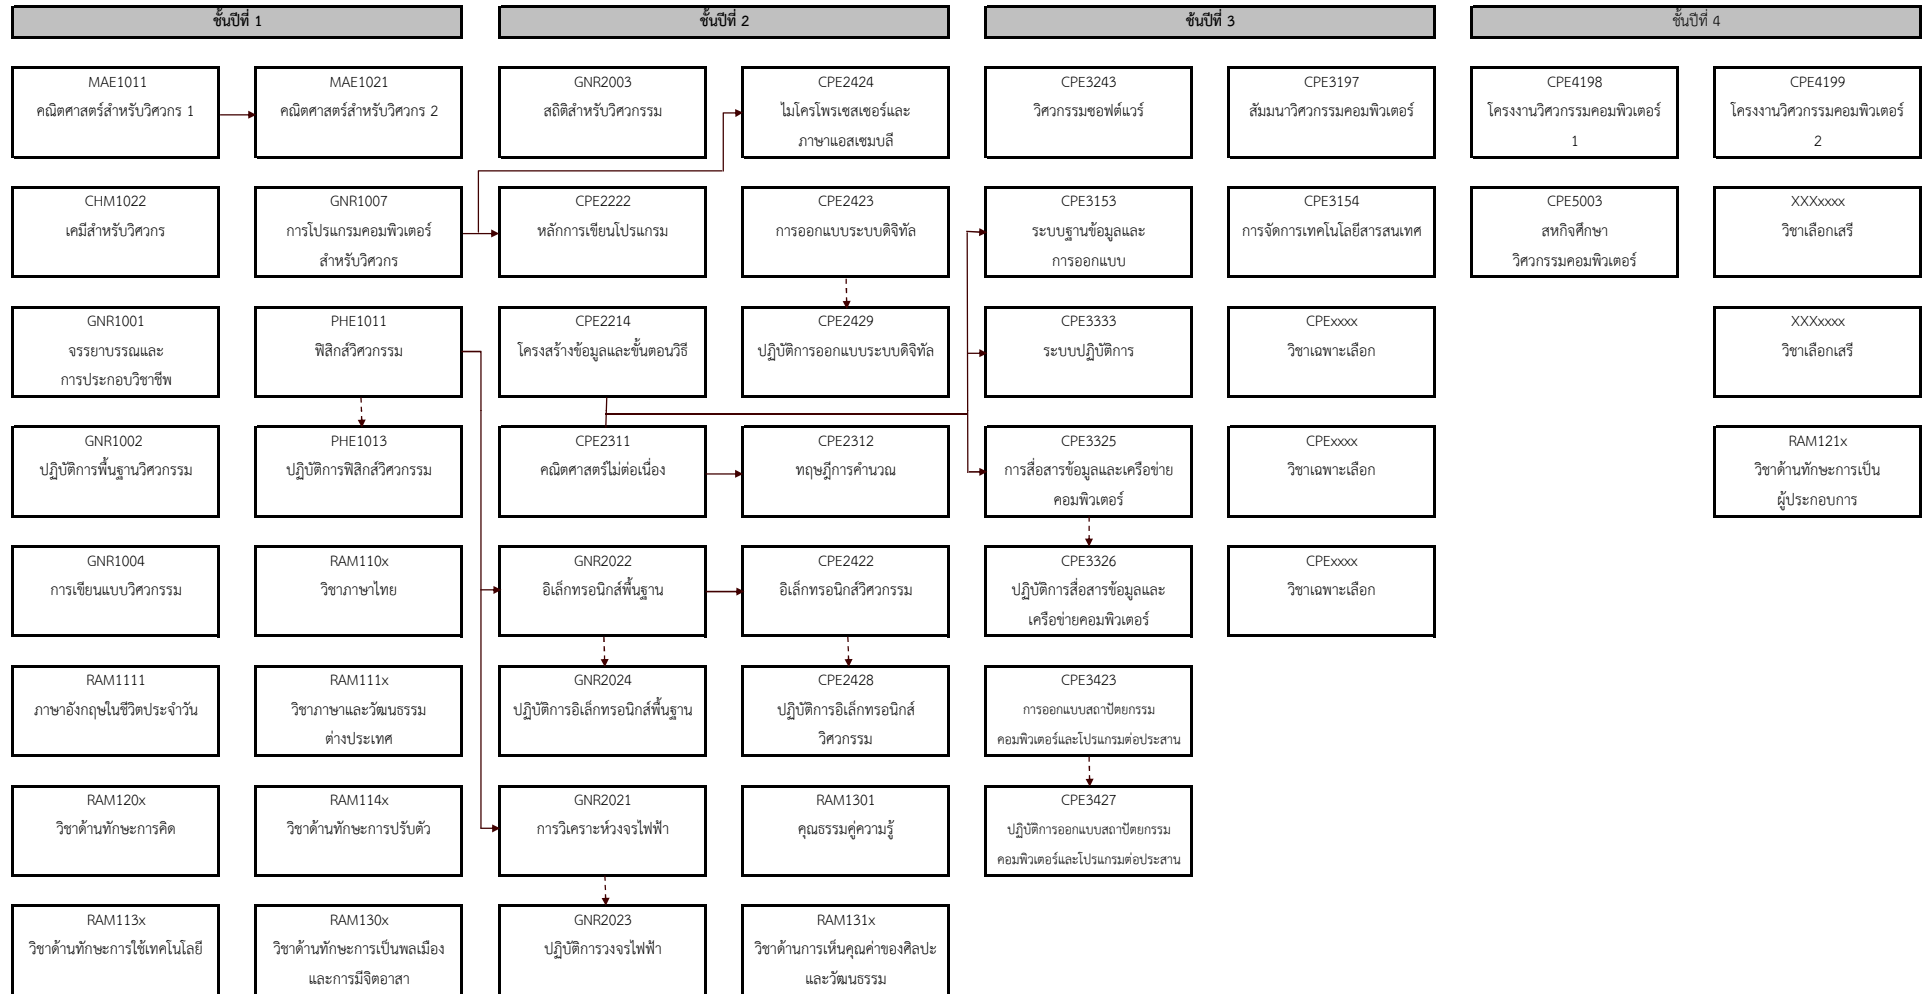 ชั้นปีที่ 1
ชั้นปีที่ 2
ชั้นปีที่ 3
ชั้นปีที่ 4
MAE1011
คณิตศาสตร์สำหรับวิศวกร 1
MAE1021
คณิตศาสตร์สำหรับวิศวกร 2
GNR2003
สถิติสำหรับวิศวกรรม
CPE2424
ไมโครโพรเซสเซอร์และ
ภาษาแอสเซมบลี
CPE3243
วิศวกรรมซอฟต์แวร์
CPE3197
สัมมนาวิศวกรรมคอมพิวเตอร์
CPE4198
โครงงานวิศวกรรมคอมพิวเตอร์
1
CPE4199
โครงงานวิศวกรรมคอมพิวเตอร์
2
CHM1022
เคมีสำหรับวิศวกร
GNR1007
การโปรแกรมคอมพิวเตอร์
สำหรับวิศวกร
CPE2222
หลักการเขียนโปรแกรม
CPE2423
การออกแบบระบบดิจิทัล
CPE3153
ระบบฐานข้อมูลและ
การออกแบบ
CPE3154
การจัดการเทคโนโลยีสารสนเทศ
CPE5003
สหกิจศึกษา
วิศวกรรมคอมพิวเตอร์
XXXxxxx
วิชาเลือกเสรี
GNR1001
จรรยาบรรณและ
การประกอบวิชาชีพ
PHE1011
ฟิสิกส์วิศวกรรม
CPE2214
โครงสร้างข้อมูลและขั้นตอนวิธี
CPE2429
ปฏิบัติการออกแบบระบบดิจิทัล
CPE3333
ระบบปฏิบัติการ
CPExxxx
วิชาเฉพาะเลือก
XXXxxxx
วิชาเลือกเสรี
GNR1002
ปฏิบัติการพื้นฐานวิศวกรรม
PHE1013
ปฏิบัติการฟิสิกส์วิศวกรรม
CPE2311
คณิตศาสตร์ไม่ต่อเนื่อง
CPE2312
ทฤษฎีการคำนวณ
CPE3325
การสื่อสารข้อมูลและเครือข่าย
คอมพิวเตอร์
CPExxxx
วิชาเฉพาะเลือก
RAM121x
วิชาด้านทักษะการเป็น
ผู้ประกอบการ
GNR1004
การเขียนแบบวิศวกรรม
RAM110x
วิชาภาษาไทย
GNR2022
อิเล็กทรอนิกส์พื้นฐาน
CPE2422
อิเล็กทรอนิกส์วิศวกรรม
CPE3326
ปฏิบัติการสื่อสารข้อมูลและ
เครือข่ายคอมพิวเตอร์
CPExxxx
วิชาเฉพาะเลือก
RAM1111
ภาษาอังกฤษในชีวิตประจำวัน
RAM111x
วิชาภาษาและวัฒนธรรม
ต่างประเทศ
GNR2024
ปฏิบัติการอิเล็กทรอนิกส์พื้นฐาน
CPE2428
ปฏิบัติการอิเล็กทรอนิกส์
วิศวกรรม
CPE3423
การออกแบบสถาปัตยกรรม
คอมพิวเตอร์และโปรแกรมต่อประสาน
RAM120x
วิชาด้านทักษะการคิด
RAM114x
วิชาด้านทักษะการปรับตัว
GNR2021
การวิเคราะห์วงจรไฟฟ้า
RAM1301
คุณธรรมคู่ความรู้
CPE3427
ปฏิบัติการออกแบบสถาปัตยกรรม
คอมพิวเตอร์และโปรแกรมต่อประสาน
RAM113x
วิชาด้านทักษะการใช้เทคโนโลยี
RAM130x
วิชาด้านทักษะการเป็นพลเมือง
และการมีจิตอาสา
GNR2023
ปฏิบัติการวงจรไฟฟ้า
RAM131x
วิชาด้านการเห็นคุณค่าของศิลปะ
และวัฒนธรรม